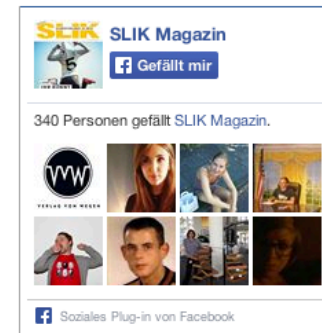 SLIK
SLIK Magazin
Gefällt mir
340 Personen gefällt SLIK Magazin.
VERLAG VON WEGEN
Soziales Plug-in von Facebook